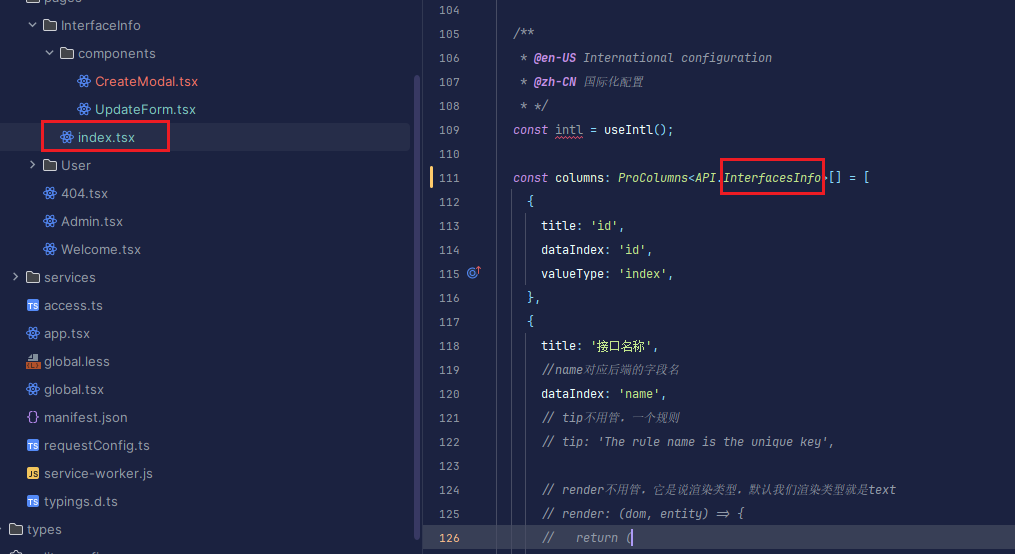 pages
InterfaceInfo
components
CreateModal.tsx
UpdateForm.tsx
index.tsx
User
404.tsx
Admin.tsx
Welcome.tsx
services
access.ts
app.tsx
global.less
global.tsx
manifest.json
requestConfig.ts
service-worker.js
typings.d.ts
types
104
105 /**
106 * @en-US International configuration
107 * @zh-CN 国际化配置
108 * */
109 const intl = useIntl();
110
111 const columns: ProColumns<API.InterfacesInfo>[] = [
112 {
113 title: 'id',
114 dataIndex: 'id',
115 valueType: 'index',
116 },
117 {
118 title: '接口名称',
119 //name对应后端的字段名
120 dataIndex: 'name',
121 // tip不用管，一个规则
122 // tip: 'The rule name is the unique key',
123
124 // render不用管，它是说渲染类型，默认我们渲染类型就是text
125 // render: (dom, entity) => {
126 // return (